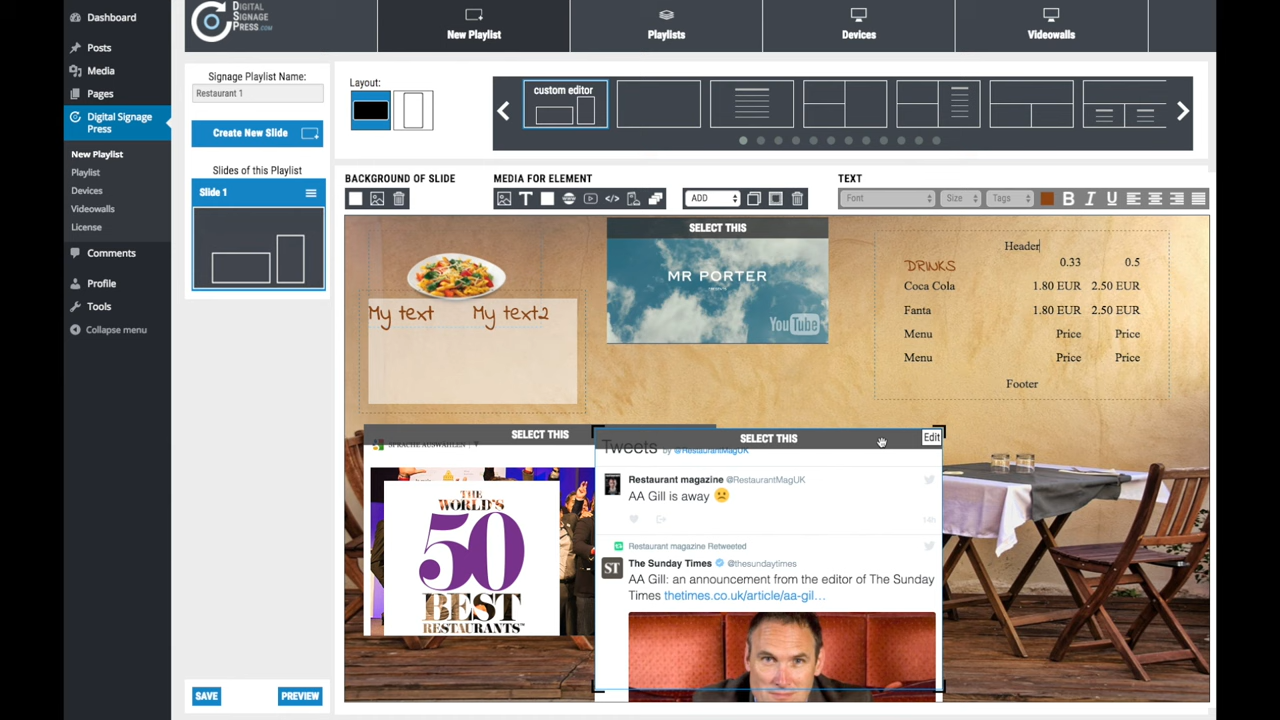 Dashboard
Posts
Media
Pages
Digital Signage
Press
New Playlist
Playlist
Devices
Videowalls
License
Comments
Profile
Tools
Collapse menu
DIGITAL
SIGNAGE
PRESS.COM
New Playlist
Playlists
Devices
Videowalls
Signage Playlist Name:
Restaurant 1
Create New Slide
Slides of this Playlist
Slide 1
SAVE
PREVIEW
Layout:
custom editor
BACKGROUND OF SLIDE
MEDIA FOR ELEMENT
TEXT
T
</>
ADD
Font
Size
Tags
B
I
U
My text
My text2
SELECT THIS
MR PORTER
YouTube
Header
DRINKS
0.33
0.5
Coca Cola
1.80 EUR
2.50 EUR
Fanta
1.80 EUR
2.50 EUR
Menu
Price
Price
Menu
Price
Price
Footer
SELECT THIS
SPRACHE AUSWÄHLEN
THE
WORLD'S
50
BEST
RESTAURANTS
SELECT THIS
Edit
Tweets by @RestaurantMagUK
Restaurant magazine @RestaurantMagUK
AA Gill is away
14h
Restaurant magazine Retweeted
ST
The Sunday Times @thesundaytimes
AA Gill: an announcement from the editor of The Sunday
Times thetimes.co.uk/article/aa-gil…